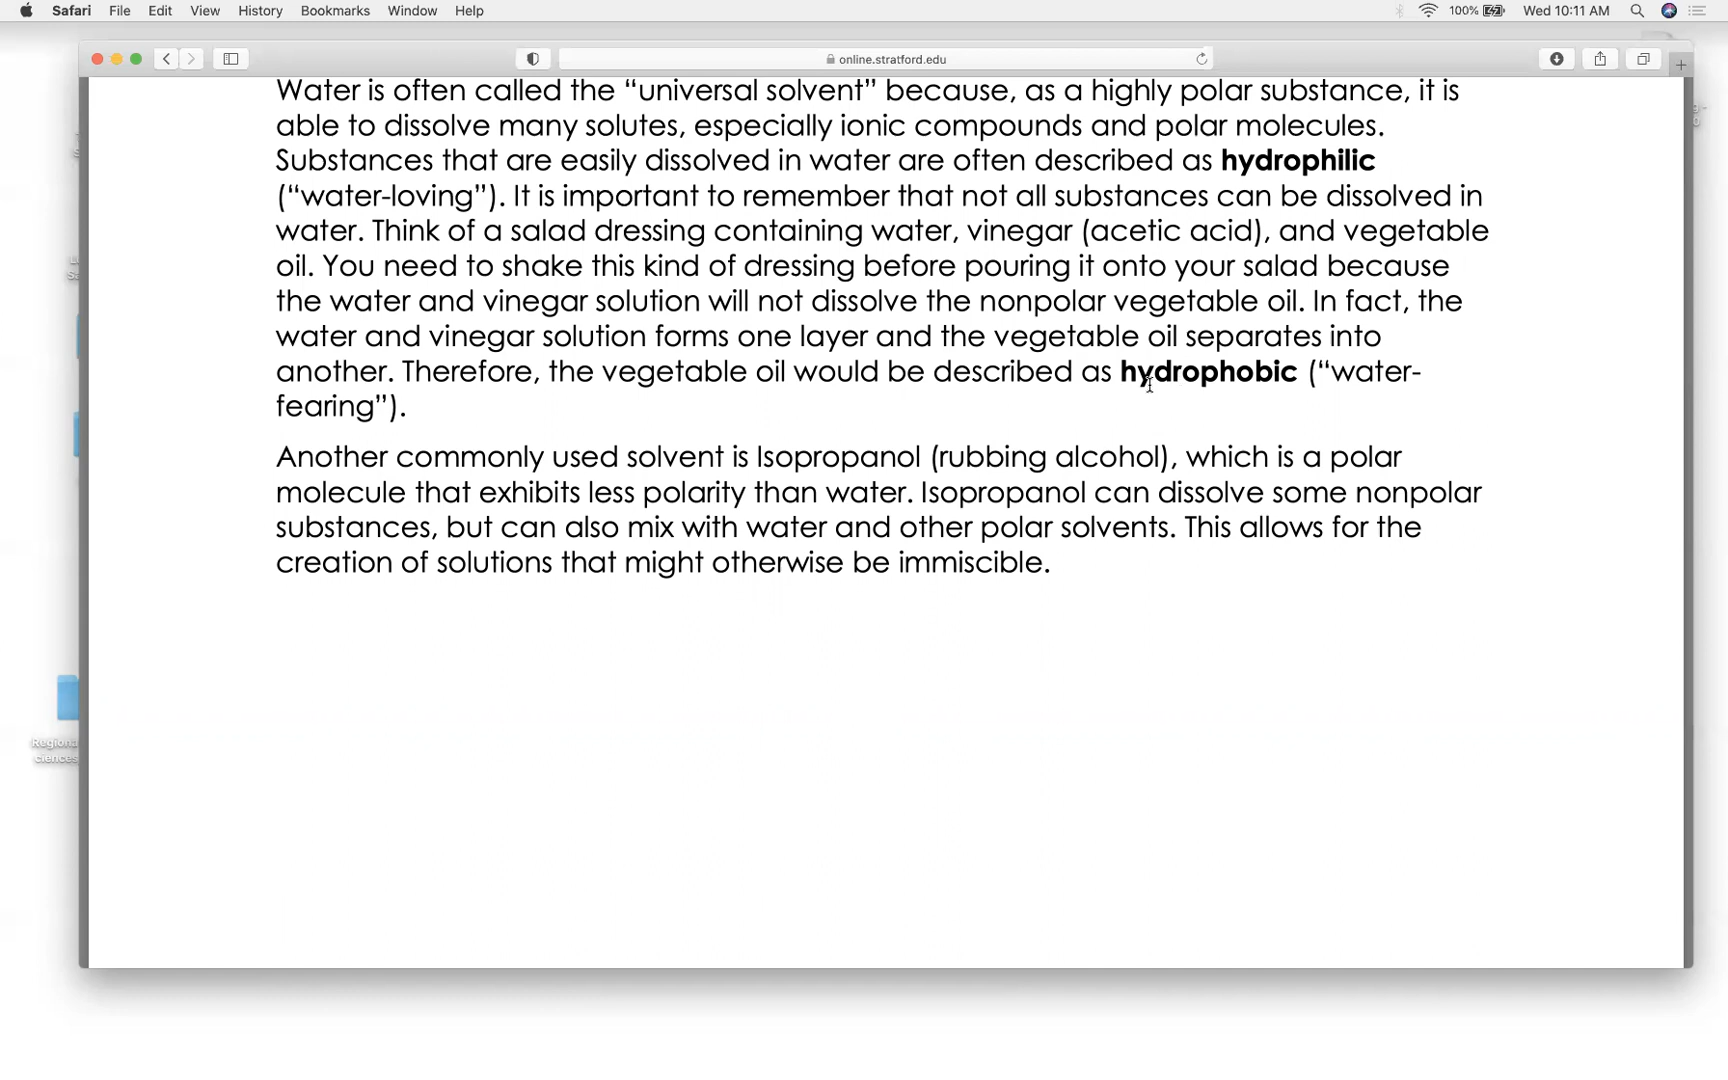 Safari File Edit View History Bookmarks Window Help 100% Wed 10:11 AM
online.stratford.edu
Water is often called the “universal solvent” because, as a highly polar substance, it is
able to dissolve many solutes, especially ionic compounds and polar molecules.
Substances that are easily dissolved in water are often described as hydrophilic
(“water-loving”). It is important to remember that not all substances can be dissolved in
water. Think of a salad dressing containing water, vinegar (acetic acid), and vegetable
oil. You need to shake this kind of dressing before pouring it onto your salad because
the water and vinegar solution will not dissolve the nonpolar vegetable oil. In fact, the
water and vinegar solution forms one layer and the vegetable oil separates into
another. Therefore, the vegetable oil would be described as hydrophobic (“water-
fearing”).
Another commonly used solvent is Isopropanol (rubbing alcohol), which is a polar
molecule that exhibits less polarity than water. Isopropanol can dissolve some nonpolar
substances, but can also mix with water and other polar solvents. This allows for the
creation of solutions that might otherwise be immiscible.
Regiona
ciences